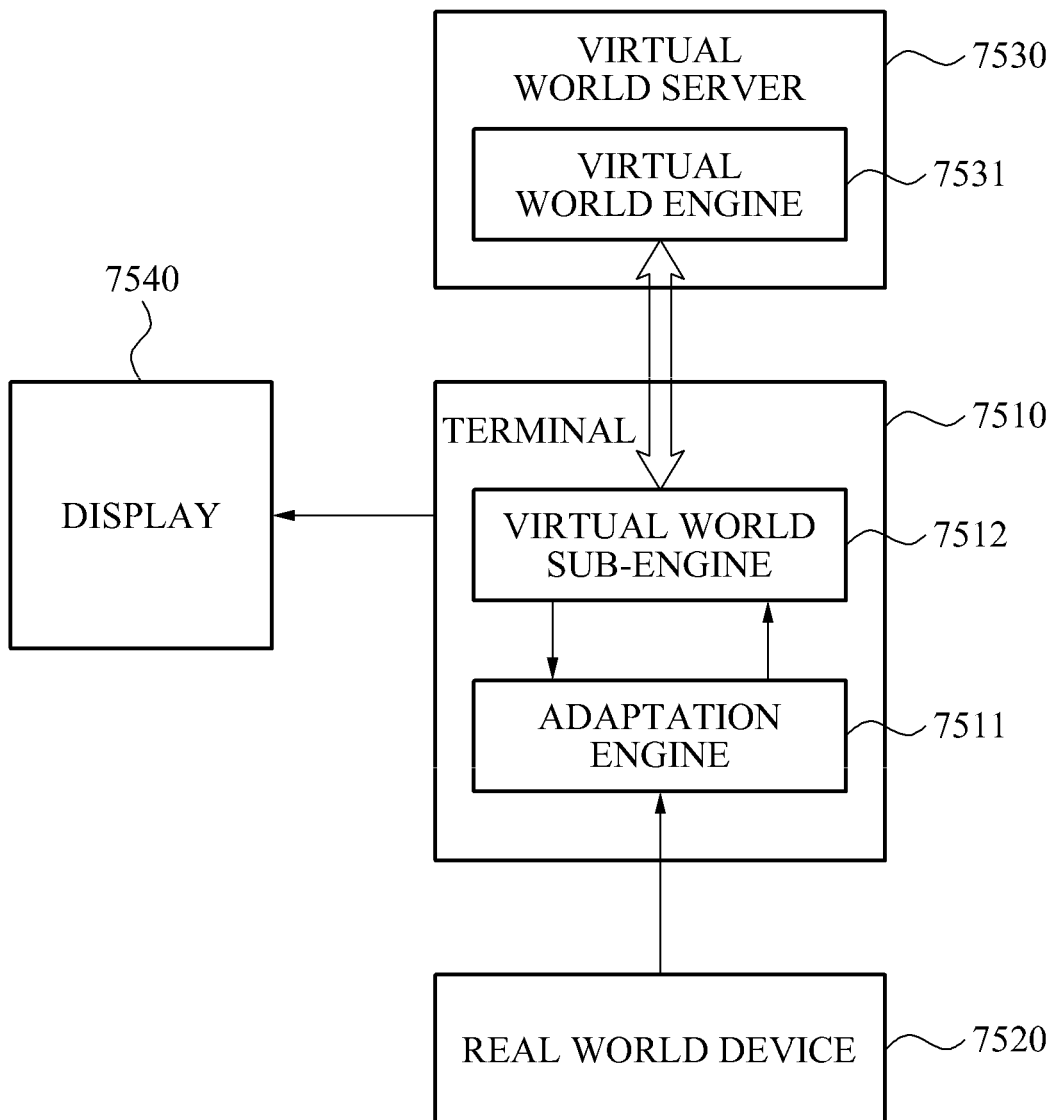 VIRTUAL
WORLD SERVER
7530
VIRTUAL
WORLD ENGINE
7531
7540
DISPLAY
TERMINAL
7510
VIRTUAL WORLD
SUB-ENGINE
7512
ADAPTATION
ENGINE
7511
REAL WORLD DEVICE
7520